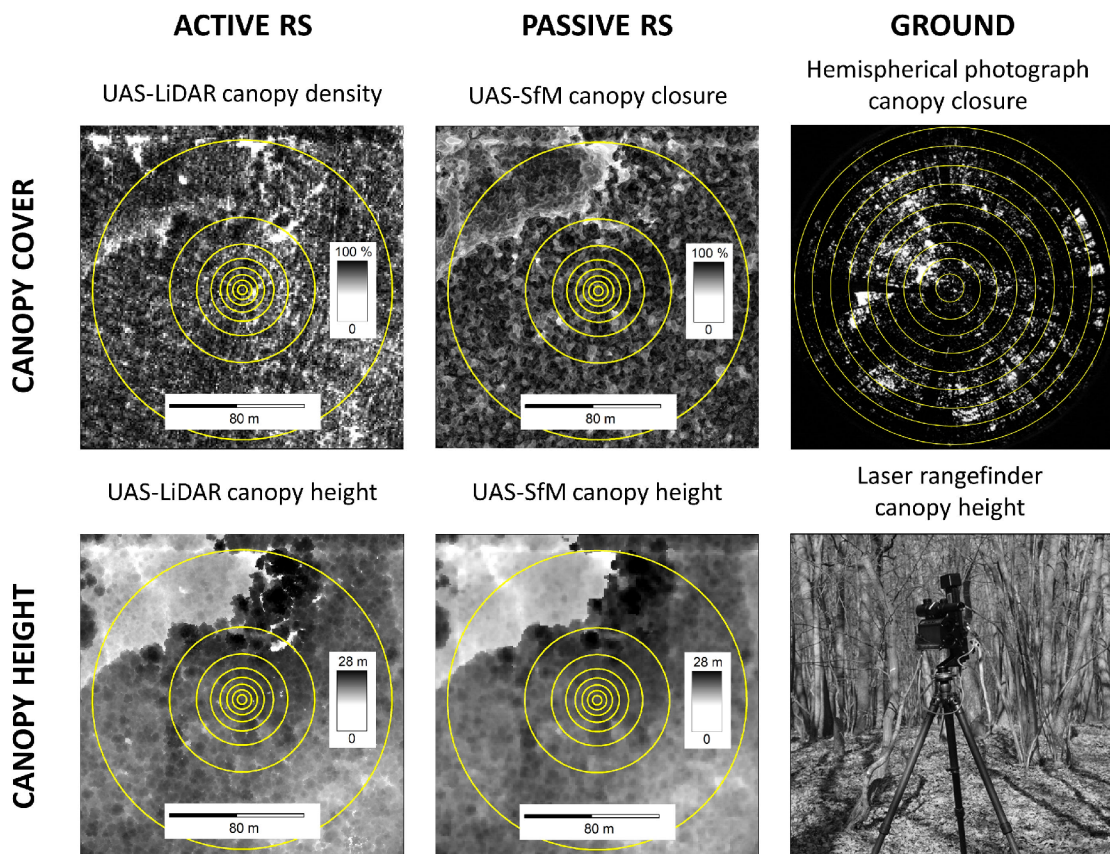 ACTIVE RS
PASSIVE RS
GROUND
UAS-LiDAR canopy density
UAS-SfM canopy closure
Hemispherical photograph
canopy closure
CANOPY COVER
100 %
0
80 m
100 %
0
80 m
UAS-LiDAR canopy height
UAS-SfM canopy height
Laser rangefinder
canopy height
CANOPY HEIGHT
28 m
0
80 m
28 m
0
80 m